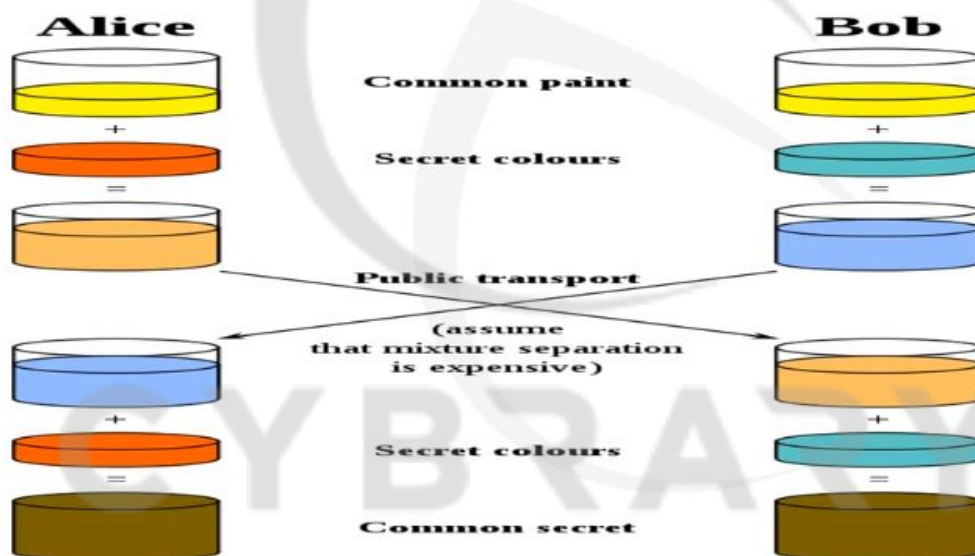 Alice
Bob
Common paint
+
+
Secret colours
=
=
Public transport
(assume
that mixture separation
is expensive)
+
+
Secret colours
=
=
Common secret
CYBRARY